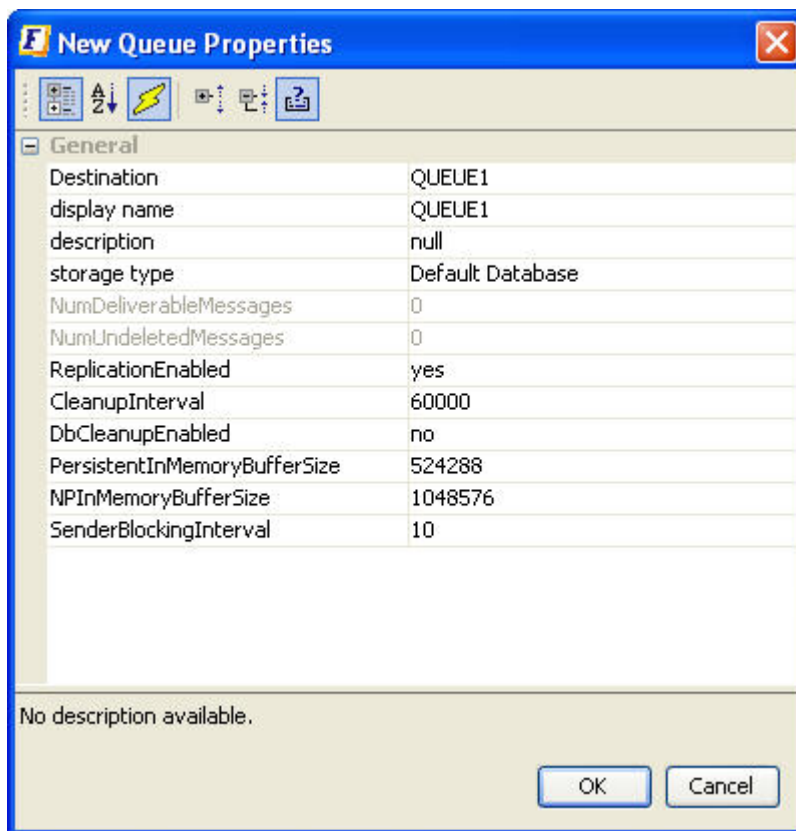 New Queue Properties
General
Destination QUEUE1
display name QUEUE1
description null
storage type Default Database
NumDeliverableMessages 0
NumUndeletedMessages 0
ReplicationEnabled yes
CleanupInterval 60000
DbCleanupEnabled no
PersistentInMemoryBufferSize 524288
NPInMemoryBufferSize 1048576
SenderBlockingInterval 10
No description available.
OK Cancel